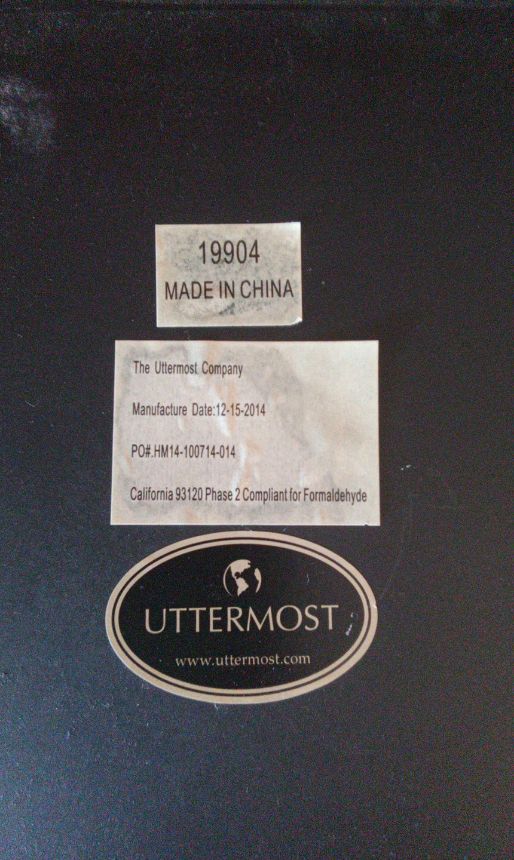 19904
MADE IN CHINA
The Uttermost Company
Manufacture Date:12-15-2014
PO#.HM14-100714-014
California 93120 Phase 2 Compliant for Formaldehyde
UTTERMOST
www.uttermost.com